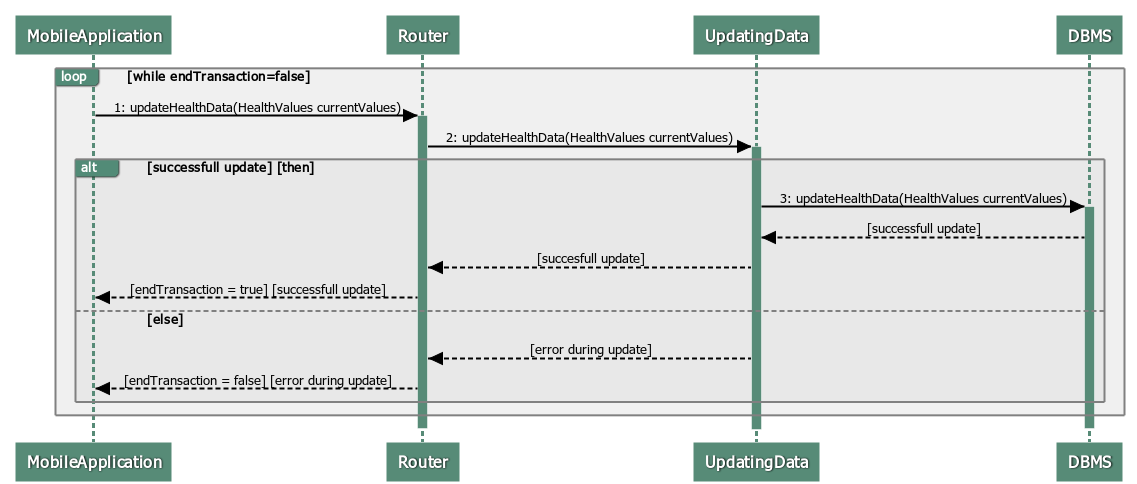 MobileApplication
Router
UpdatingData
DBMS
loop
[while endTransaction=false]
1: updateHealthData(HealthValues currentValues)
2: updateHealthData(HealthValues currentValues)
alt
[successfull update] [then]
3: updateHealthData(HealthValues currentValues)
[successfull update]
[succesfull update]
[endTransaction = true] [successfull update]
[else]
[error during update]
[endTransaction = false] [error during update]
MobileApplication
Router
UpdatingData
DBMS